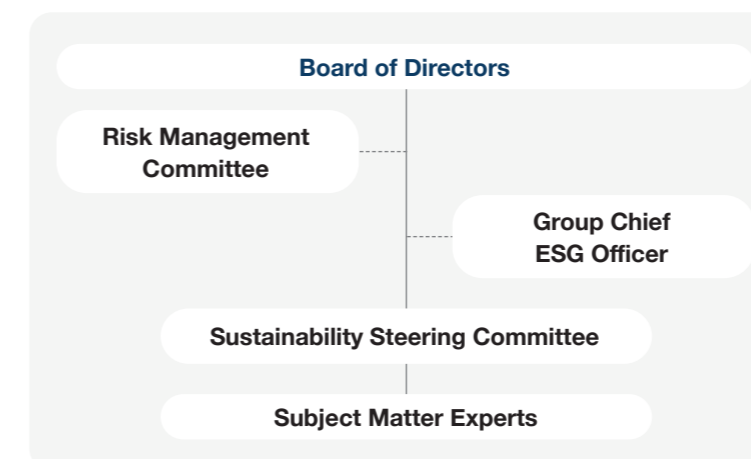 Board of Directors
Risk Management
Committee
Group Chief
ESG Officer
Sustainability Steering Committee
Subject Matter Experts